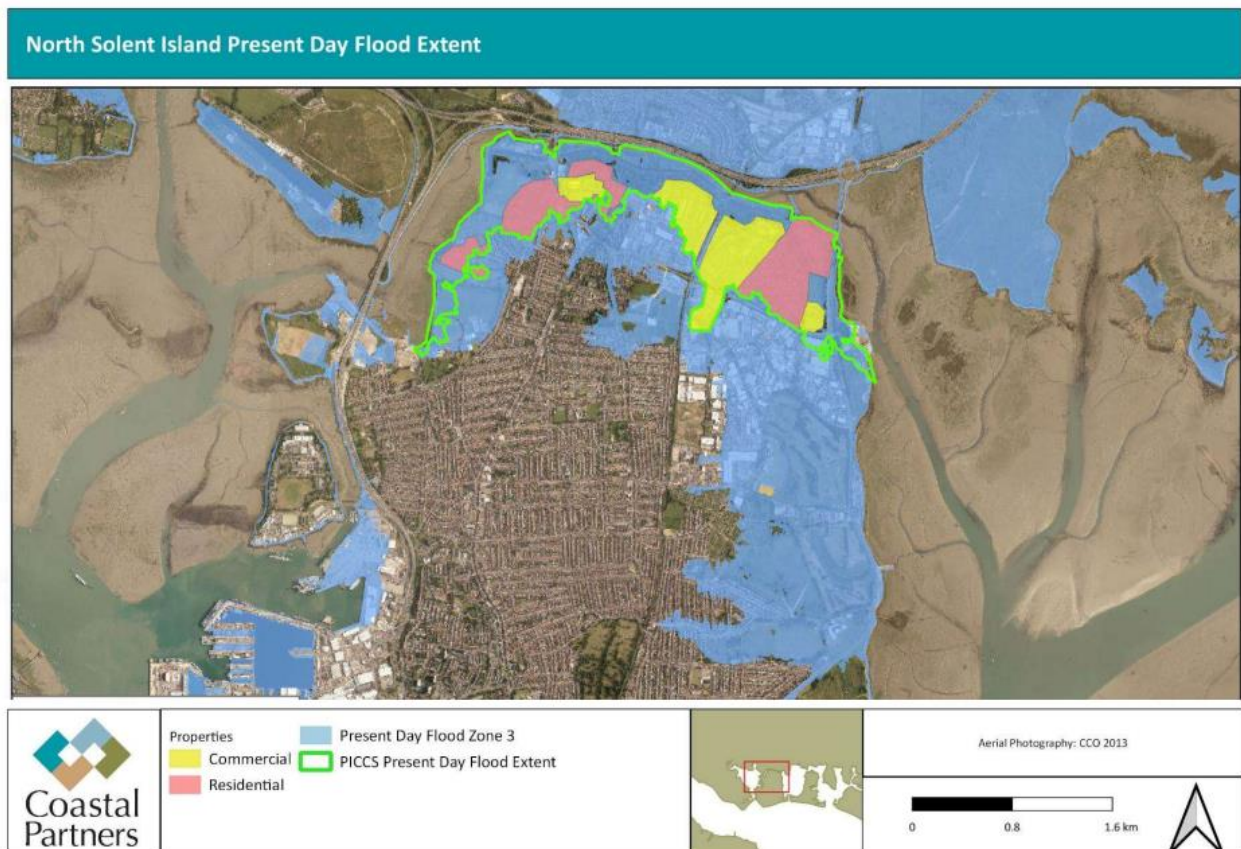 North Solent Island Present Day Flood Extent
Coastal
Partners
Properties
Commercial
Residential
Present Day Flood Zone 3
PICCS Present Day Flood Extent
Aerial Photography: CCO 2013
0 0.8 1.6 km